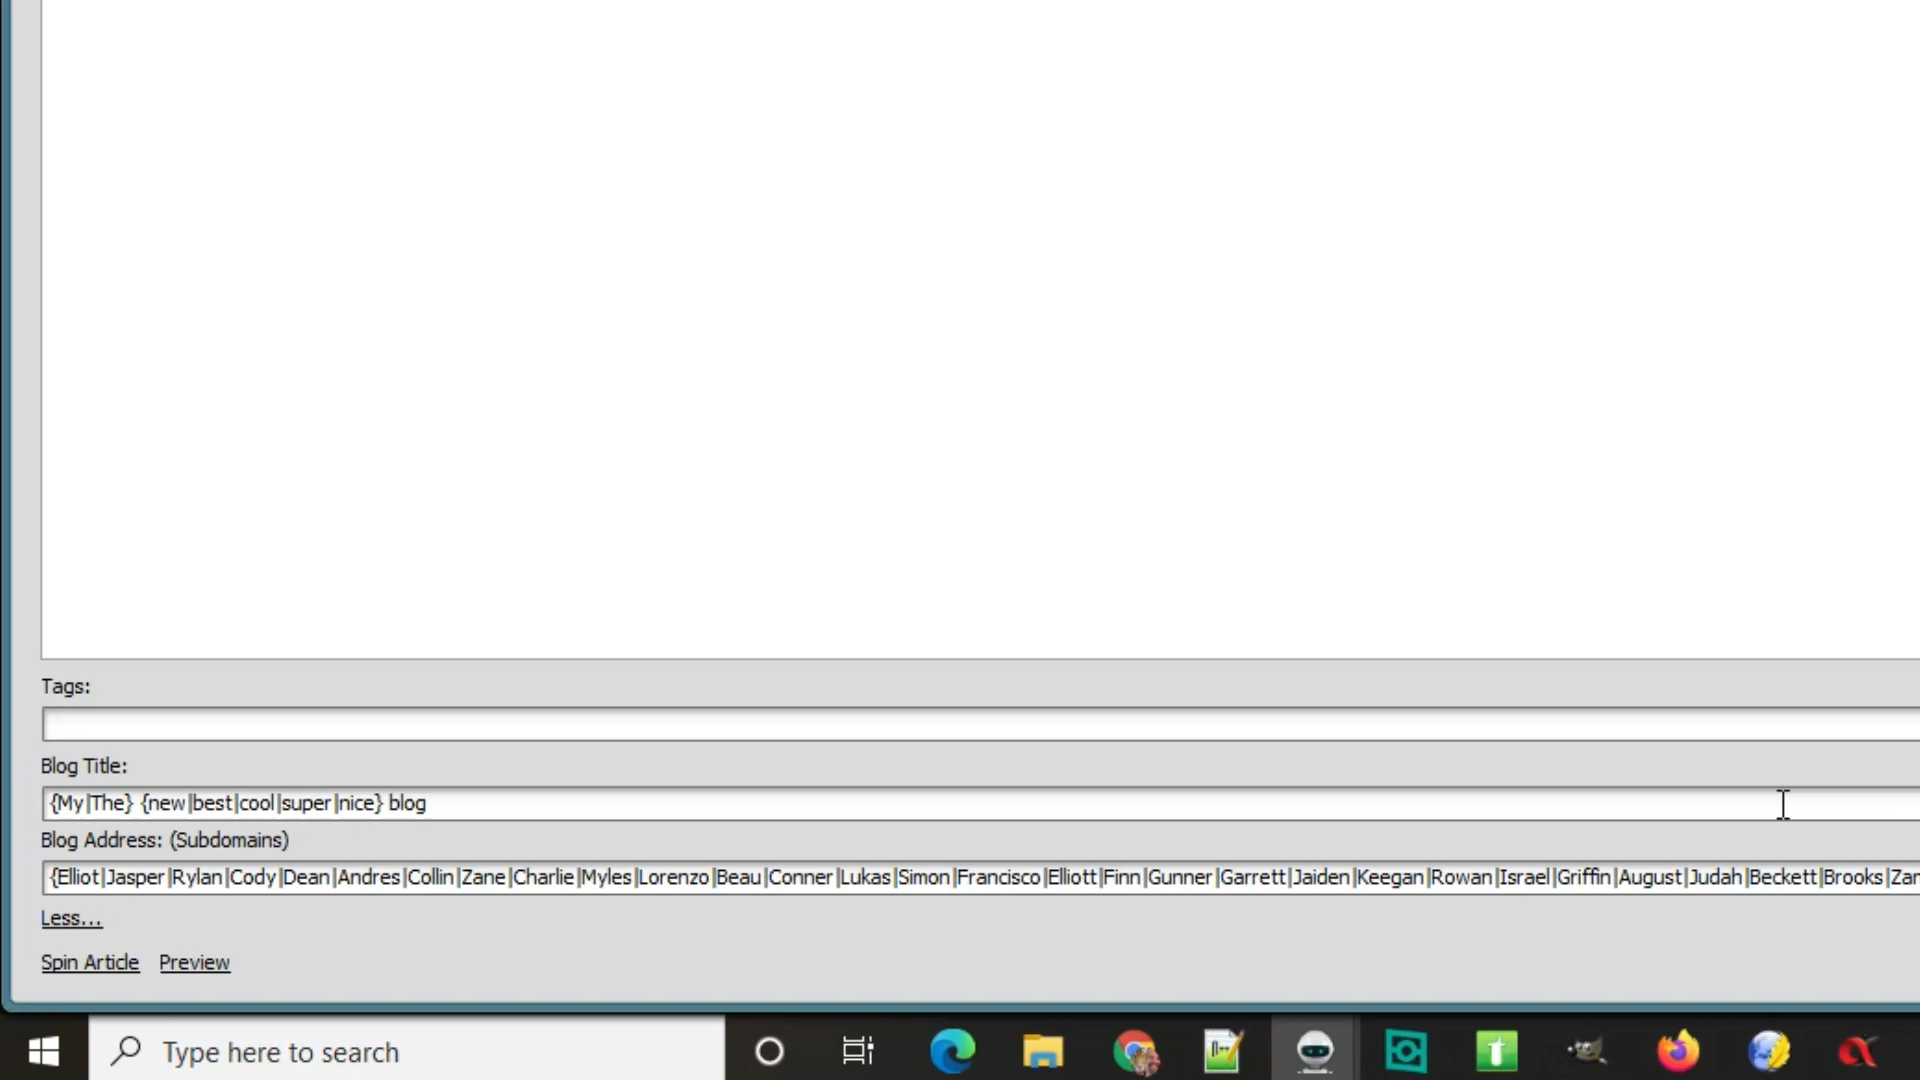 Tags:
Blog Title:
{My|The} {new|best|cool|super|nice} blog
Blog Address: (Subdomains)
{Elliot|Jasper|Rylan|Cody|Dean|Andres|Collin|Zane|Charlie|Myles|Lorenzo|Beau|Conner|Lukas|Simon|Francisco|Elliott|Finn|Gunner|Garrett|Jaiden|Keegan|Rowan|Israel|Griffin|August|Judah|Beckett|Brooks|Zan
Less...
Spin Article Preview
Type here to search